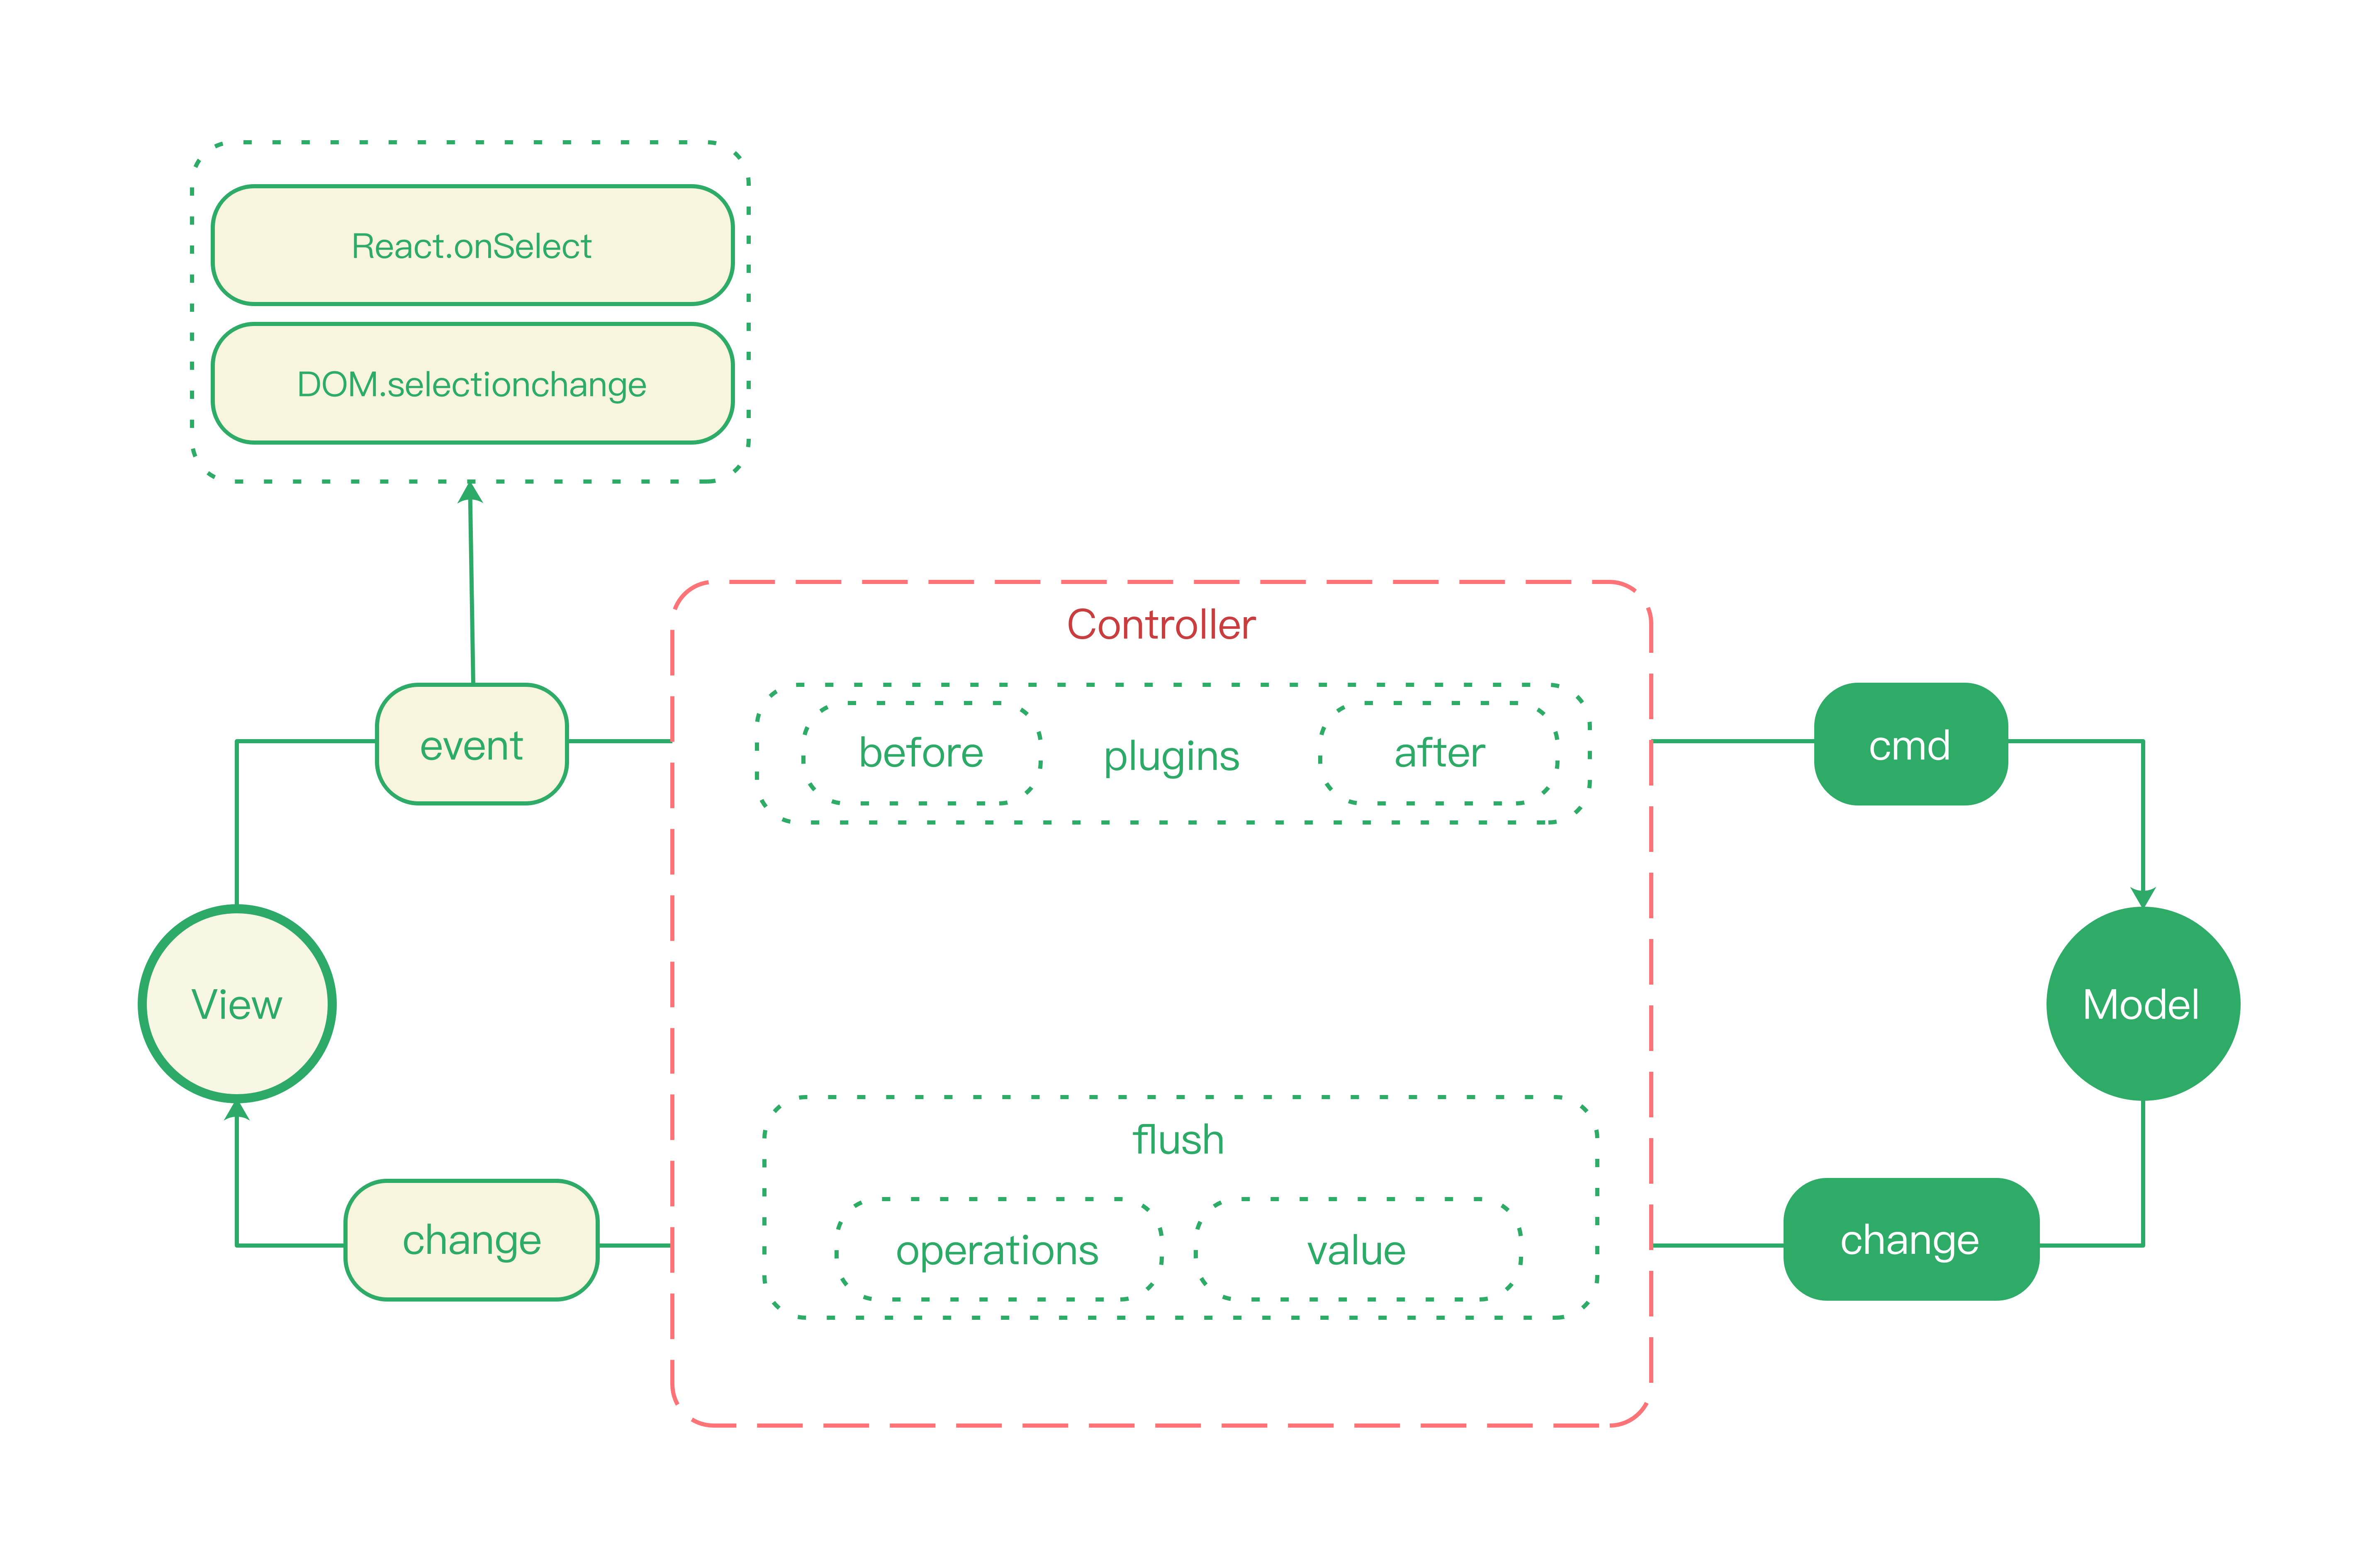 React.onSelect
DOM.selectionchange
Controller
event
before
plugins
after
cmd
View
Model
flush
change
operations
value
change